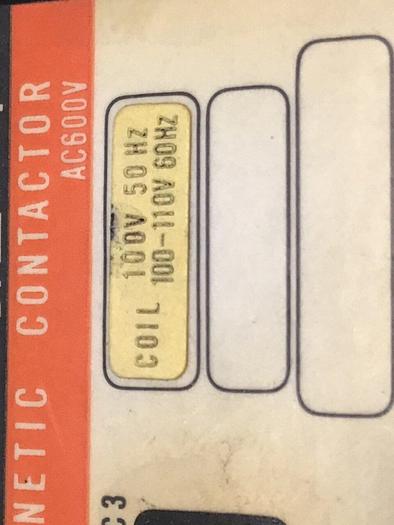 NETIC CONTACTOR
AC600V
COIL 100V 50HZ
100-110V 60HZ
C3